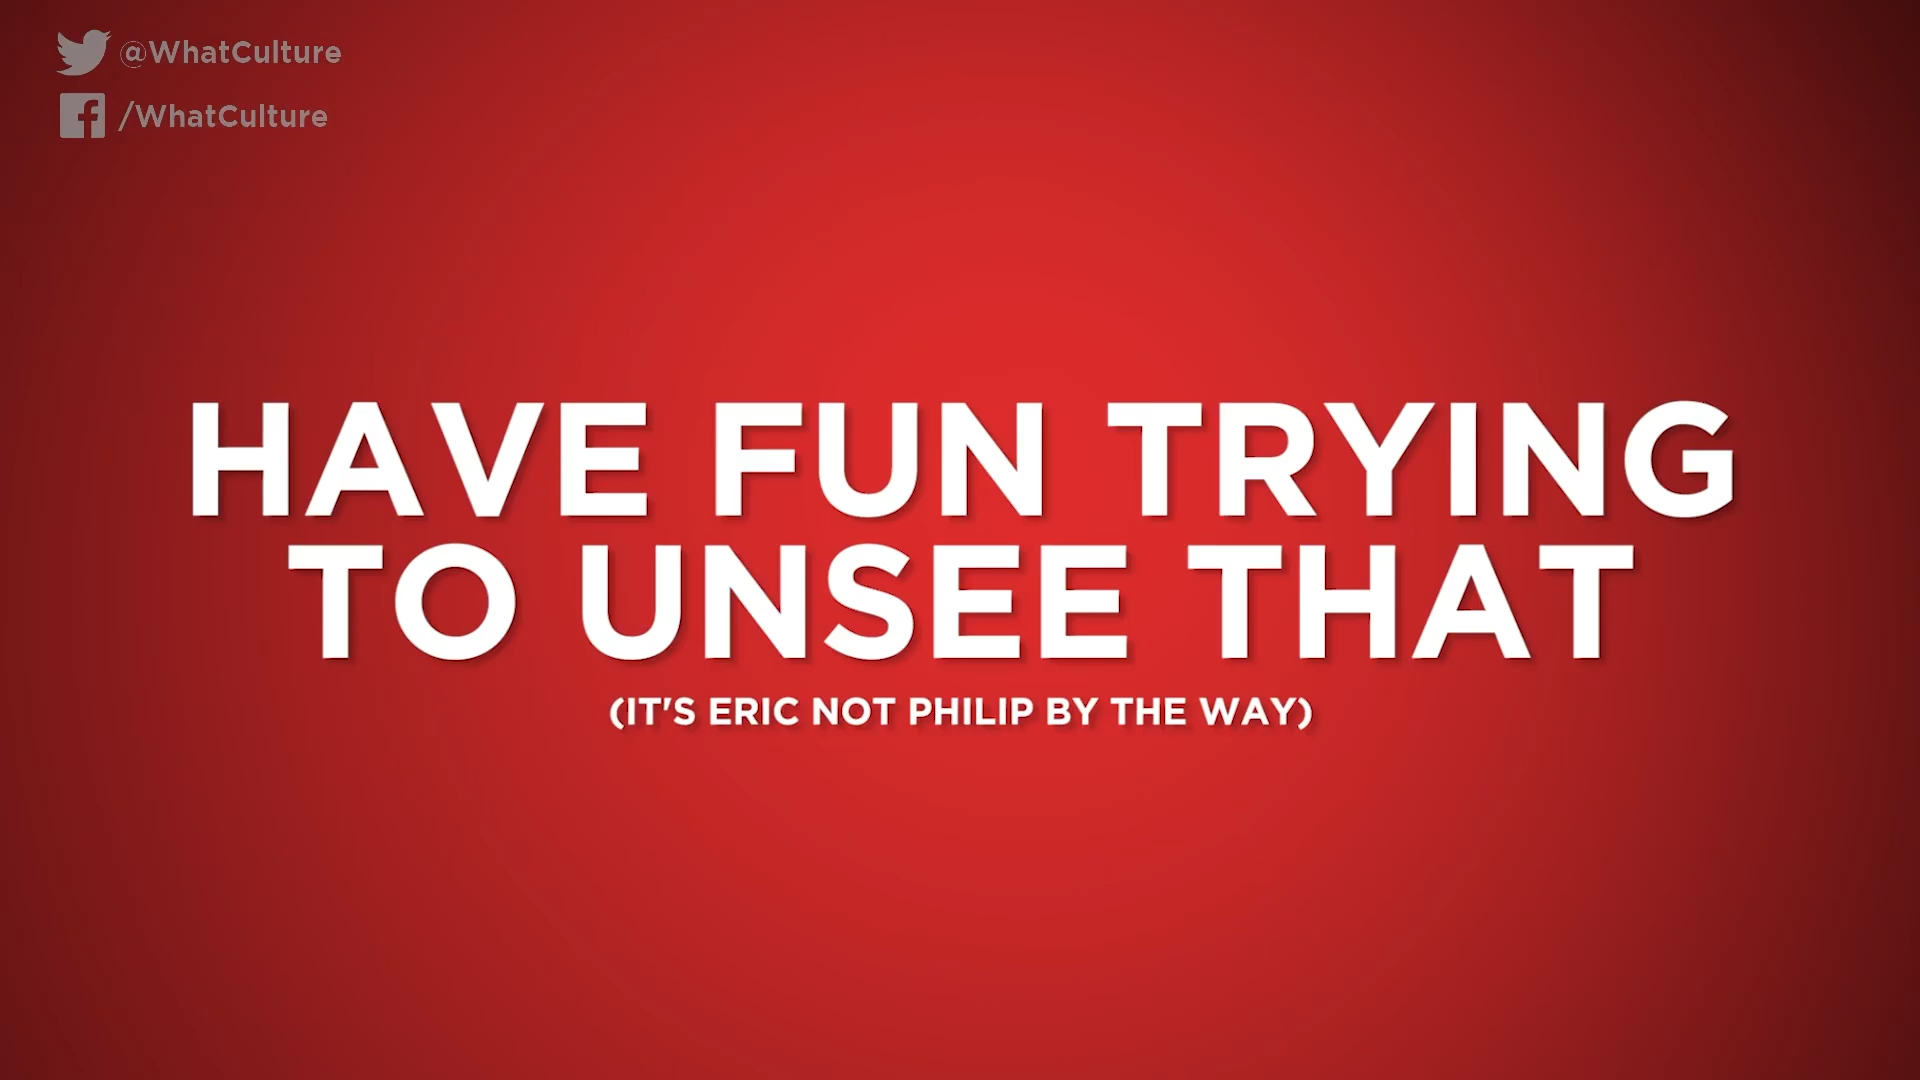 @WhatCulture
/WhatCulture
HAVE FUN TRYING
TO UNSEE THAT
(IT'S ERIC NOT PHILIP BY THE WAY)